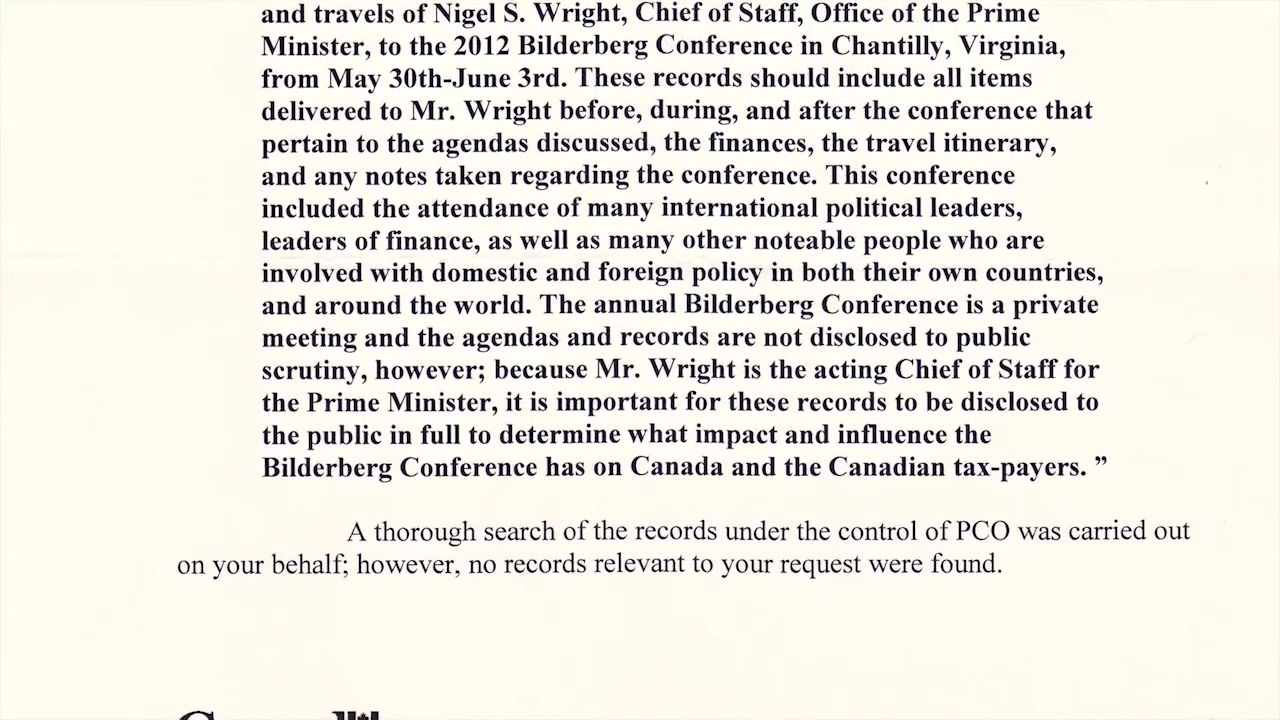 and travels of Nigel S. Wright, Chief of Staff, Office of the Prime
Minister, to the 2012 Bilderberg Conference in Chantilly, Virginia,
from May 30th-June 3rd. These records should include all items
delivered to Mr. Wright before, during, and after the conference that
pertain to the agendas discussed, the finances, the travel itinerary,
and any notes taken regarding the conference. This conference
included the attendance of many international political leaders,
leaders of finance, as well as many other noteable people who are
involved with domestic and foreign policy in both their own countries,
and around the world. The annual Bilderberg Conference is a private
meeting and the agendas and records are not disclosed to public
scrutiny, however; because Mr. Wright is the acting Chief of Staff for
the Prime Minister, it is important for these records to be disclosed to
the public in full to determine what impact and influence the
Bilderberg Conference has on Canada and the Canadian tax-payers. ”
A thorough search of the records under the control of PCO was carried out
on your behalf; however, no records relevant to your request were found.